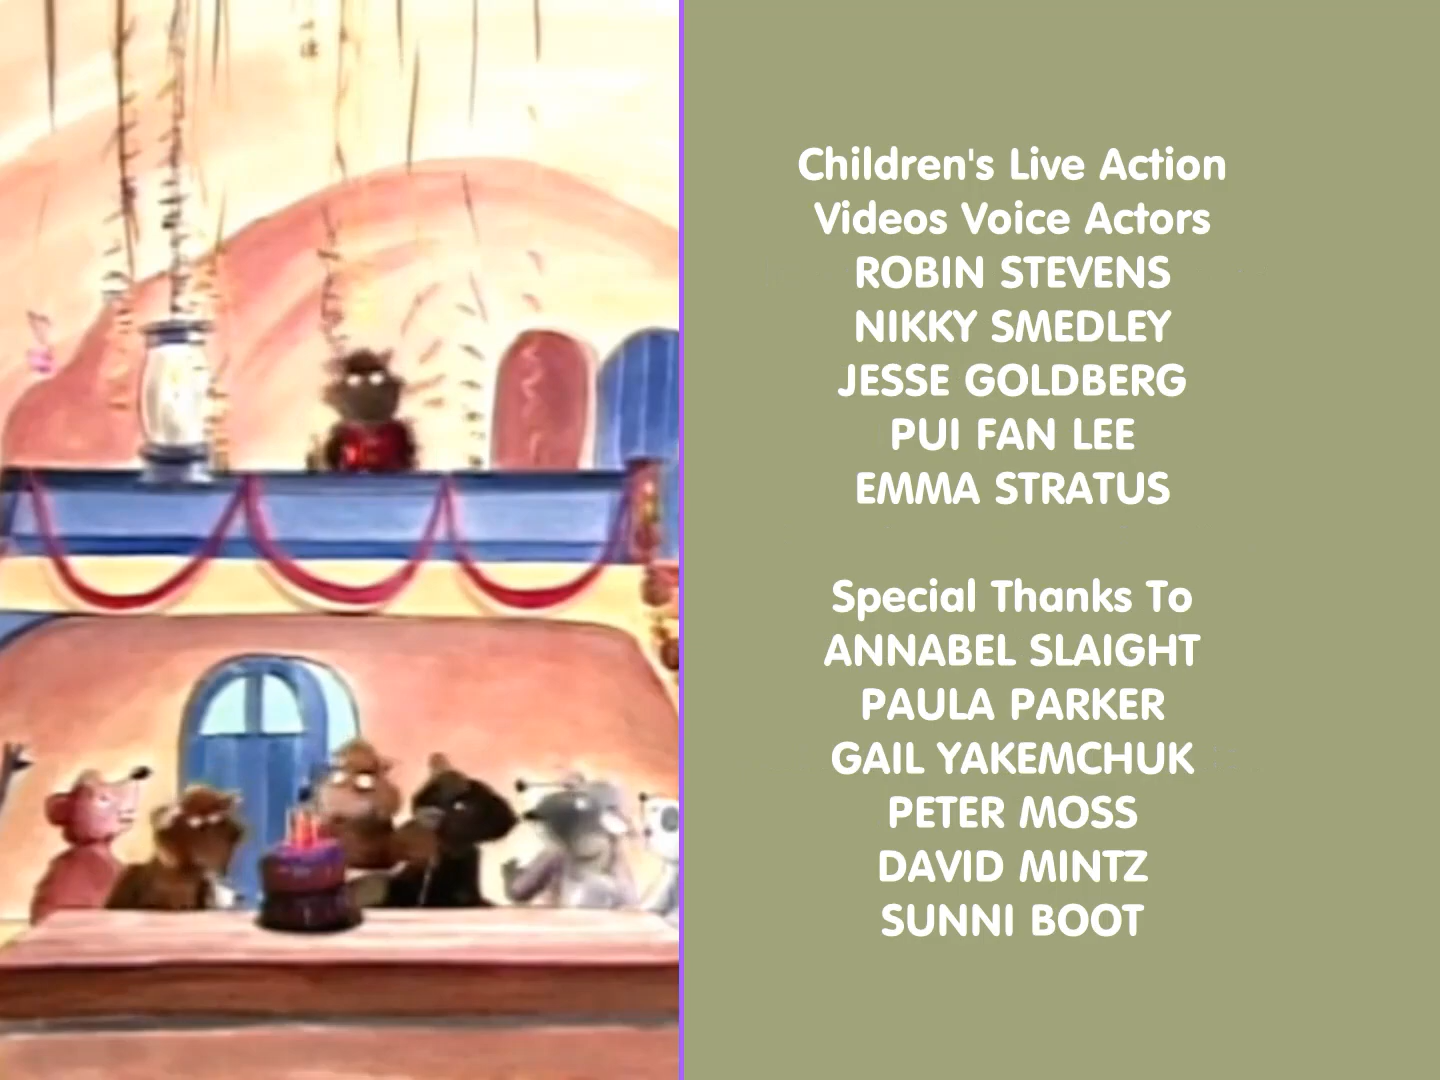 Children's Live Action
Videos Voice Actors
ROBIN STEVENS
NIKKY SMEDLEY
JESSE GOLDBERG
PUI FAN LEE
EMMA STRATUS
Special Thanks To
ANNABEL SLAIGHT
PAULA PARKER
GAIL YAKEMCHUK
PETER MOSS
DAVID MINTZ
SUNNI BOOT